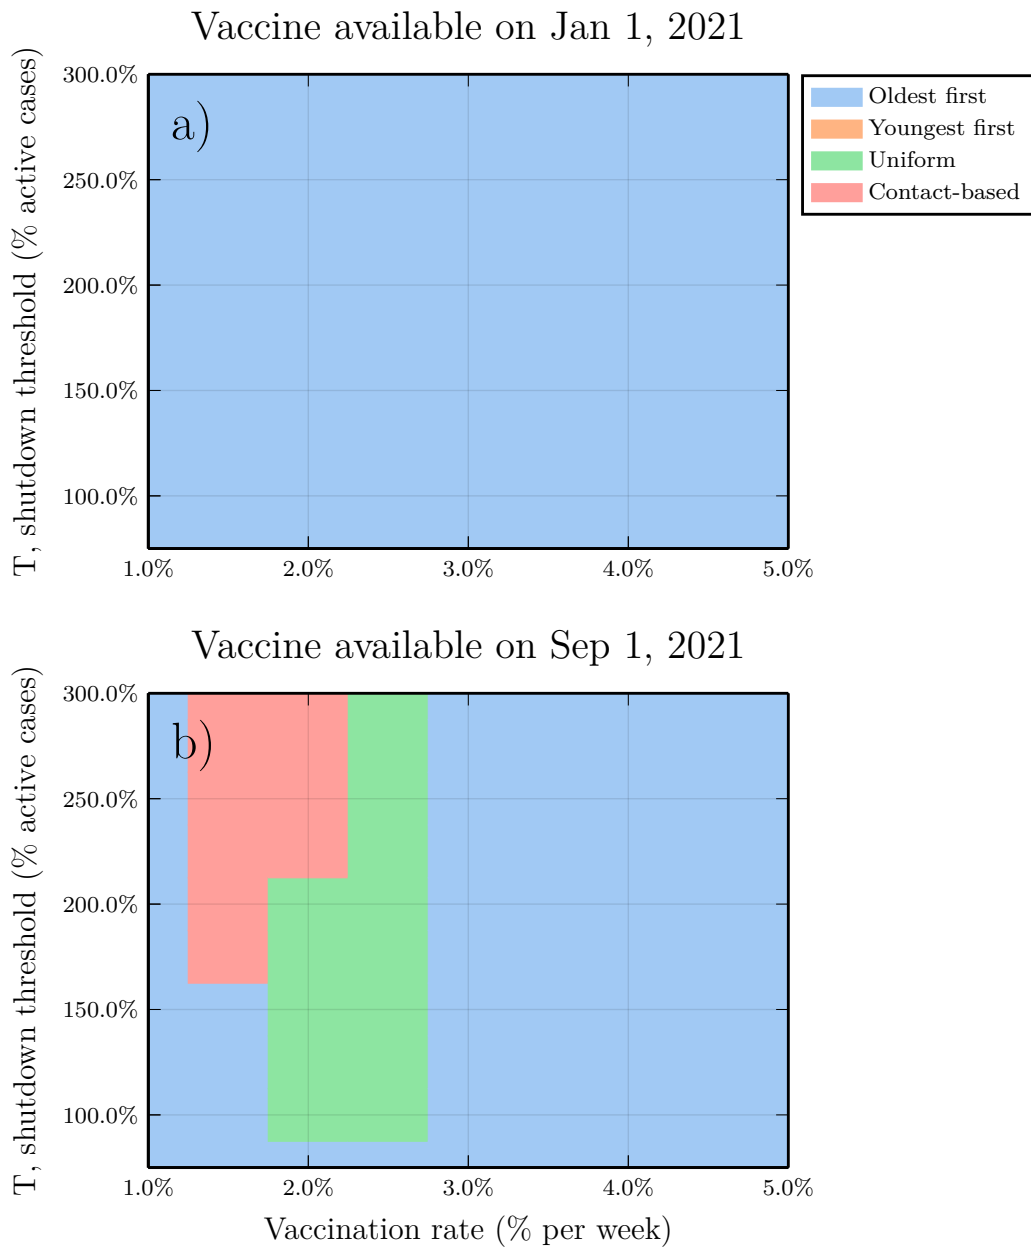 Vaccine available on Jan 1, 2021
T, shutdown threshold (% active cases)
300.0%
250.0%
200.0%
150.0%
100.0%
a)
1.0%
2.0%
3.0%
4.0%
5.0%
Oldest first
Youngest first
Uniform
Contact-based
Vaccine available on Sep 1, 2021
T, shutdown threshold (% active cases)
300.0%
250.0%
200.0%
150.0%
100.0%
b)
1.0%
2.0%
3.0%
4.0%
5.0%
Vaccination rate (% per week)